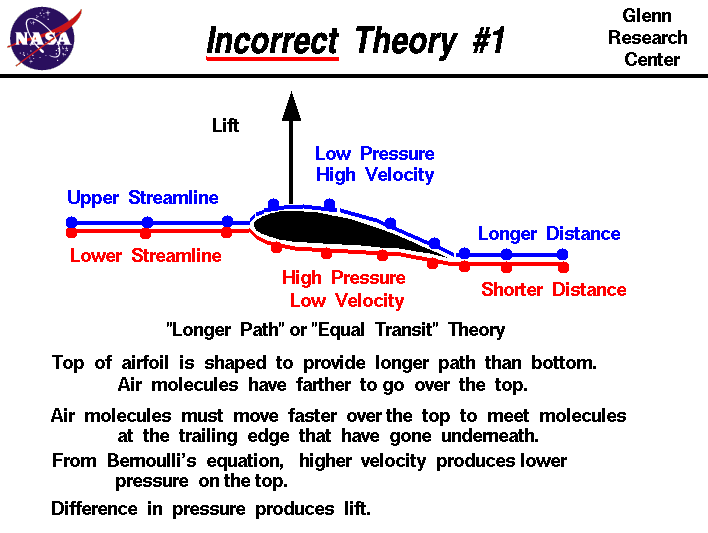 NASA
Incorrect Theory #1
Glenn
Research
Center
Lift
Low Pressure
High Velocity
Upper Streamline
Longer Distance
Lower Streamline
High Pressure
Low Velocity
Shorter Distance
"Longer Path" or "Equal Transit" Theory
Top of airfoil is shaped to provide longer path than bottom.
Air molecules have farther to go over the top.
Air molecules must move faster over the top to meet molecules
at the trailing edge that have gone underneath.
From Bernoulli's equation, higher velocity produces lower
pressure on the top.
Difference in pressure produces lift.